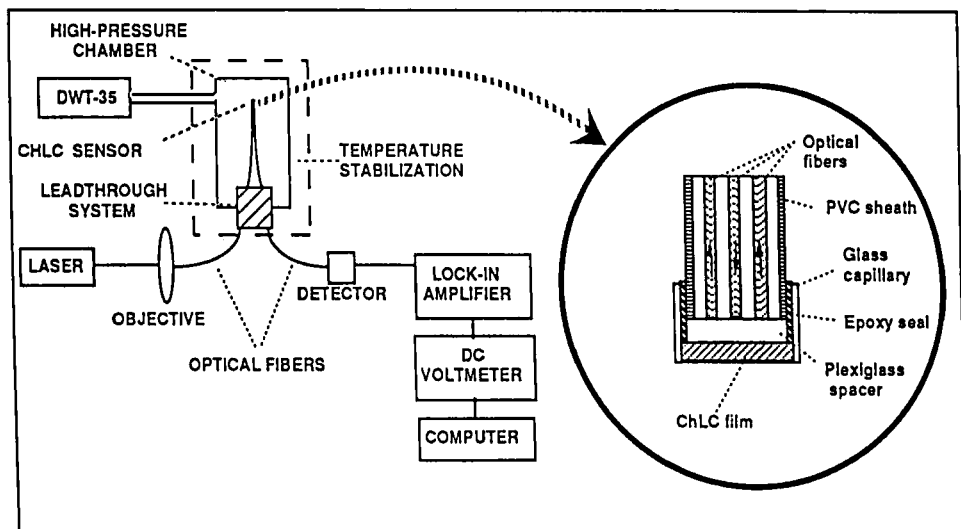 HIGH-PRESSURE
CHAMBER
DWT-35
CHLC SENSOR
TEMPERATURE
STABILIZATION
LEADTHROUGH
SYSTEM
LASER
OBJECTIVE
DETECTOR
LOCK-IN
AMPLIFIER
OPTICAL FIBERS
DC
VOLTMETER
COMPUTER
Optical
fibers
PVC sheath
Glass
capillary
Epoxy seal
Plexiglass
spacer
ChLC film